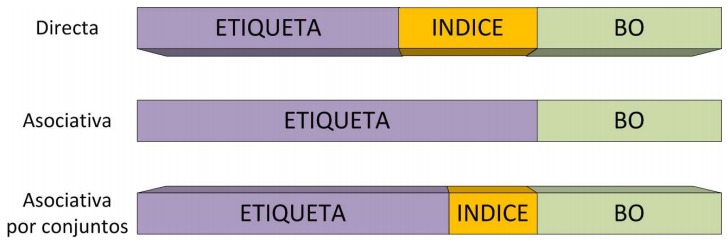 Directa ETIQUETA INDICE BO
Asociativa ETIQUETA BO
Asociativa
por conjuntos ETIQUETA INDICE BO